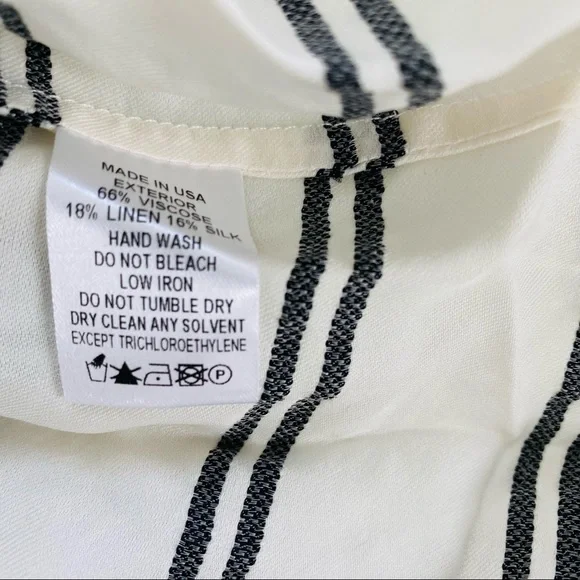 MADE IN USA
EXTERIOR
66% VISCOSE
18% LINEN 16% SILK
HAND WASH
DO NOT BLEACH
LOW IRON
DO NOT TUMBLE DRY
DRY CLEAN ANY SOLVENT
EXCEPT TRICHLOROETHYLENE
P